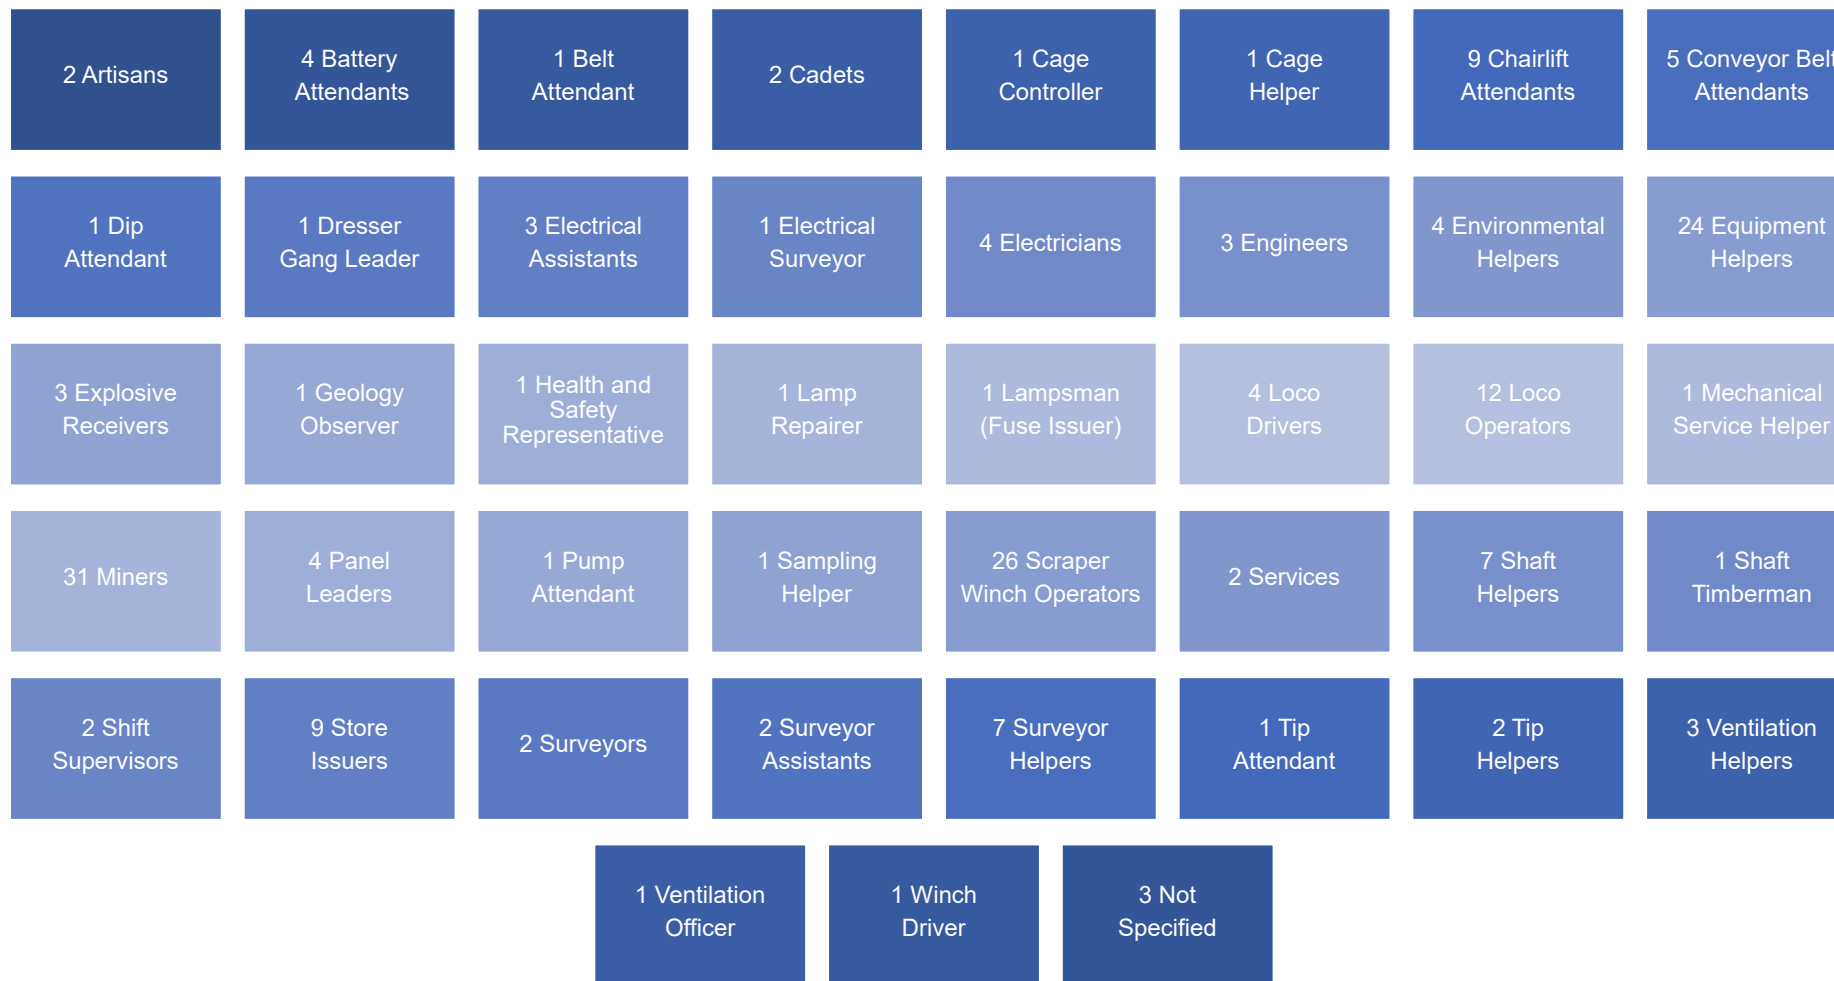 2 Artisans
4 Battery
Attendants
1 Belt
Attendant
2 Cadets
1 Cage
Controller
1 Cage
Helper
9 Chairlift
Attendants
5 Conveyor Belt
Attendants
1 Dip
Attendant
1 Dresser
Gang Leader
3 Electrical
Assistants
1 Electrical
Surveyor
4 Electricians
3 Engineers
4 Environmental
Helpers
24 Equipment
Helpers
3 Explosive
Receivers
1 Geology
Observer
1 Health and
Safety
Representative
1 Lamp
Repairer
1 Lampsman
(Fuse Issuer)
4 Loco
Drivers
12 Loco
Operators
1 Mechanical
Service Helper
31 Miners
4 Panel
Leaders
1 Pump
Attendant
1 Sampling
Helper
26 Scraper
Winch Operators
2 Services
7 Shaft
Helpers
1 Shaft
Timberman
2 Shift
Supervisors
9 Store
Issuers
2 Surveyors
2 Surveyor
Assistants
7 Surveyor
Helpers
1 Tip
Attendant
2 Tip
Helpers
3 Ventilation
Helpers
1 Ventilation
Officer
1 Winch
Driver
3 Not
Specified